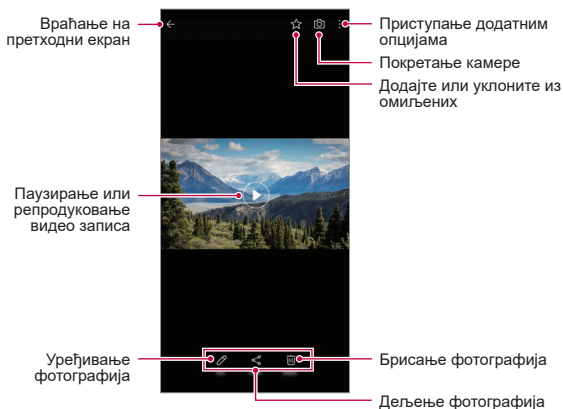 Враћање на
претходни екран
Приступање додатним
опцијама
Покретање камере
Додајте или уклоните из
омиљених
Паузирање или
репродуковање
видео записа
Уређивање
фотографија
Брисање фотографија
Дељење фотографија